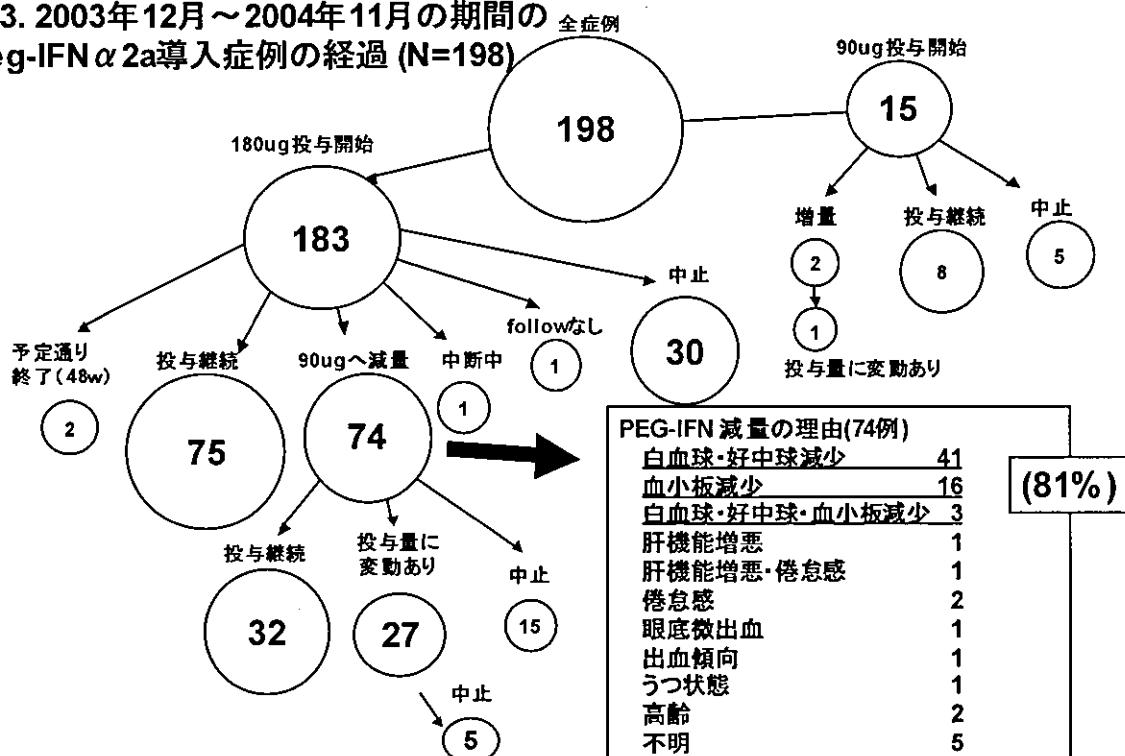 3. 2003年12月～2004年11月の期間の
eg-IFNα2a導入症例の経過 (N=198)
全症例
198
90ug投与開始
15
180ug投与開始
183
増量
2
1
投与量に変動あり
投与継続
8
中止
5
予定通り
終了(48w)
2
投与継続
75
90ugへ減量
74
中断中
1
followなし
1
中止
30
投与継続
32
投与量に
変動あり
27
中止
15
中止
5
PEG-IFN 減量の理由(74例)
白血球・好中球減少 41
血小板減少 16
白血球・好中球・血小板減少 3
(81%)
肝機能増悪 1
肝機能増悪・倦怠感 1
倦怠感 2
眼底微出血 1
出血傾向 1
うつ状態 1
高齢 2
不明 5